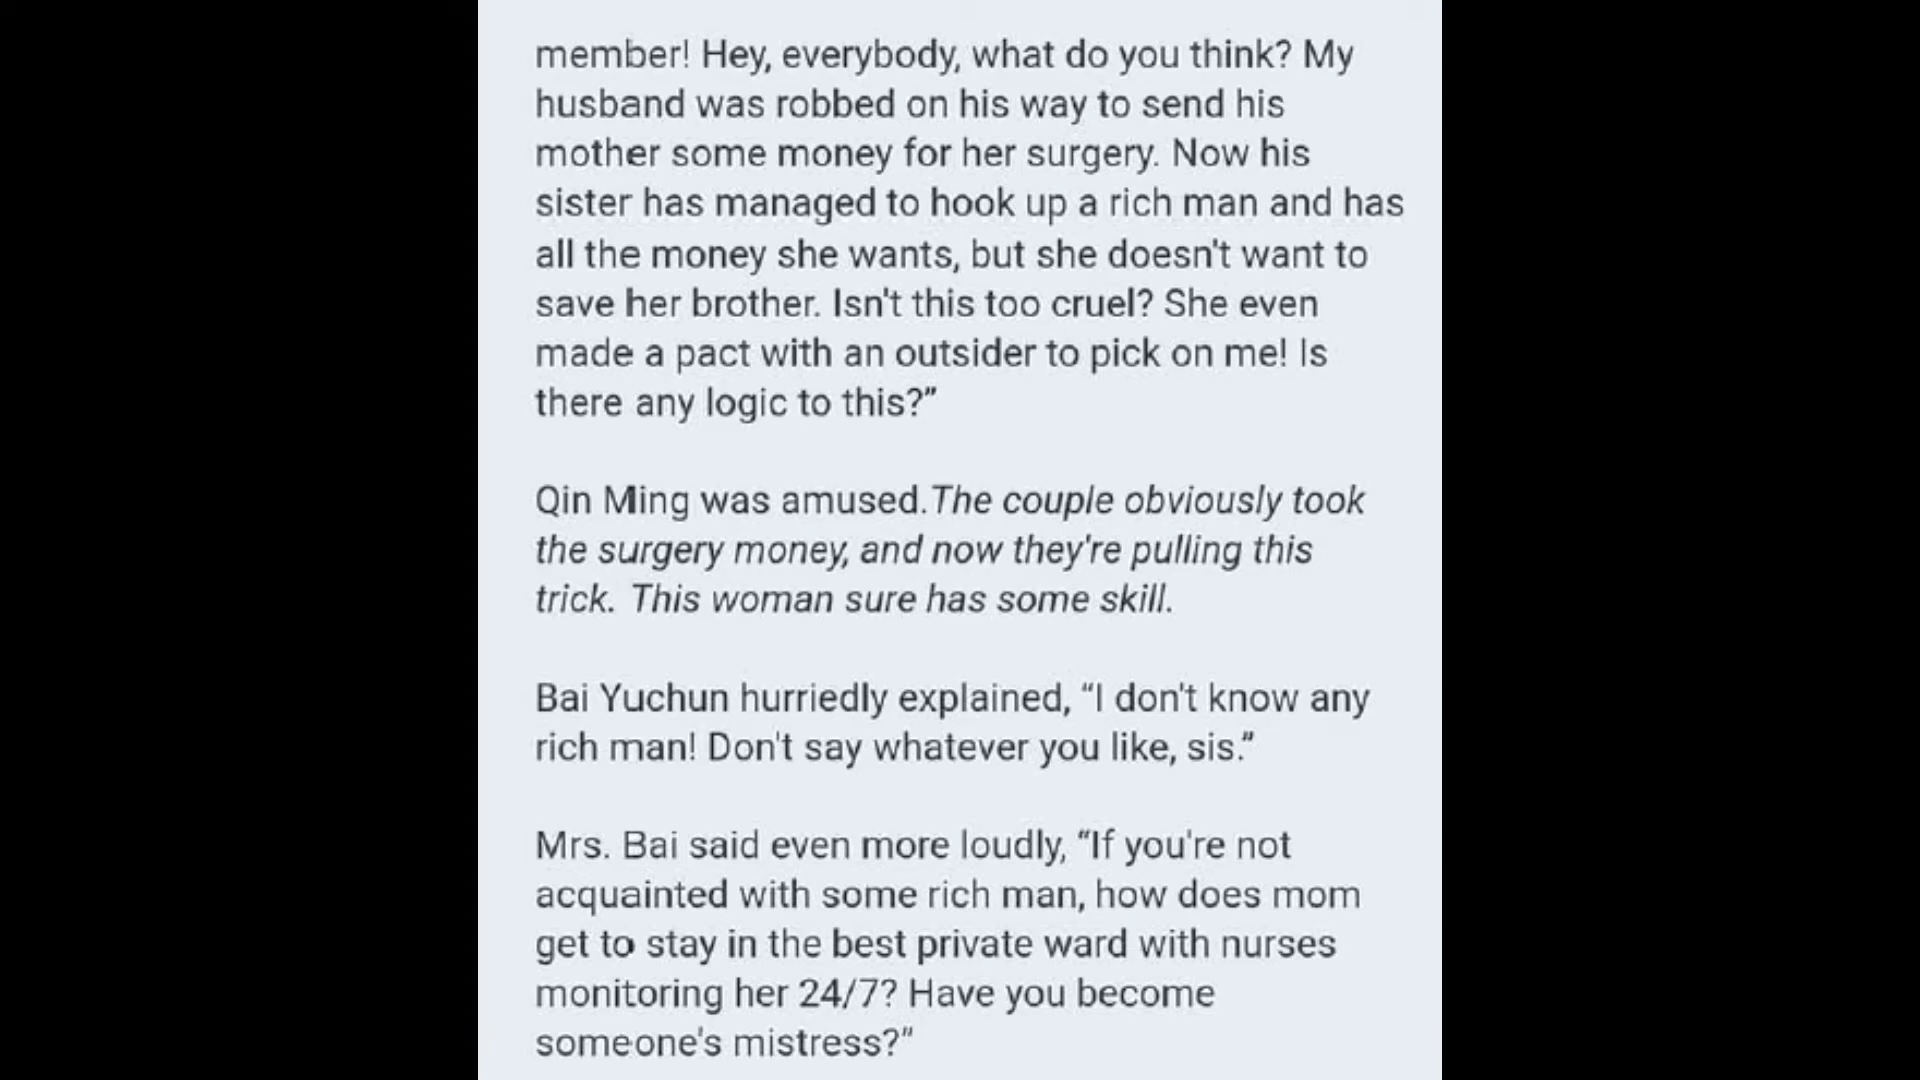 member! Hey, everybody, what do you think? My
husband was robbed on his way to send his
mother some money for her surgery. Now his
sister has managed to hook up a rich man and has
all the money she wants, but she doesn't want to
save her brother. Isn't this too cruel? She even
made a pact with an outsider to pick on me! Is
there any logic to this?”
Qin Ming was amused.The couple obviously took
the surgery money, and now they're pulling this
trick. This woman sure has some skill.
Bai Yuchun hurriedly explained, “I don't know any
rich man! Don't say whatever you like, sis.”
Mrs. Bai said even more loudly, “If you're not
acquainted with some rich man, how does mom
get to stay in the best private ward with nurses
monitoring her 24/7? Have you become
someone's mistress?”